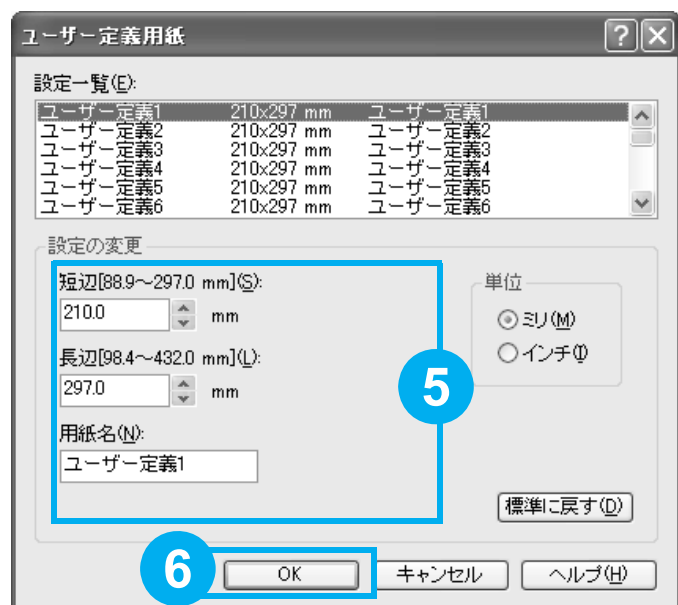 ユーザー定義用紙
設定一覧(E):
ユーザー定義1 210x297 mm ユーザー定義1
ユーザー定義2 210x297 mm ユーザー定義2
ユーザー定義3 210x297 mm ユーザー定義3
ユーザー定義4 210x297 mm ユーザー定義4
ユーザー定義5 210x297 mm ユーザー定義5
ユーザー定義6 210x297 mm ユーザー定義6
設定の変更
短辺[88.9～297.0 mm](S):
210.0 mm
長辺[98.4～432.0 mm](L):
297.0 mm
用紙名(N):
ユーザー定義1
5
単位
ミリ(M)
インチ(I)
標準に戻す(D)
6
OK キャンセル ヘルプ(H)